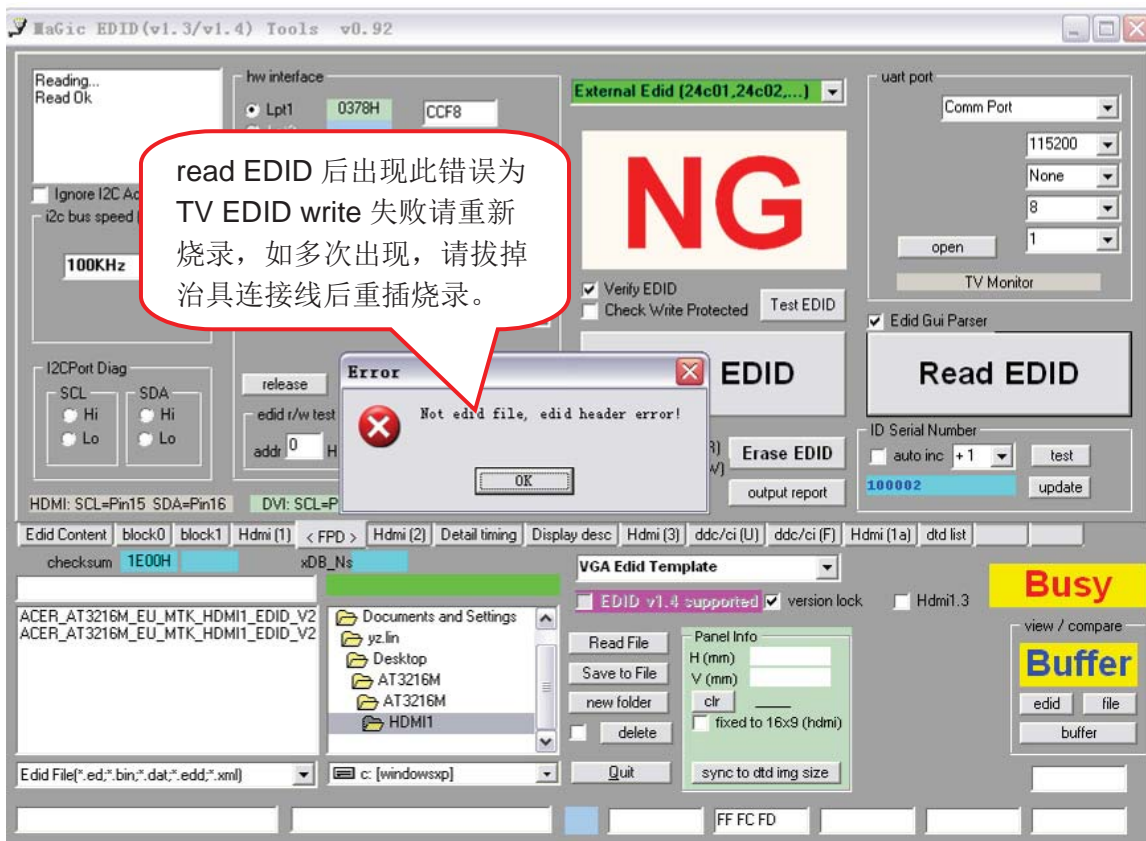 MaGic EDID(v1.3/v1.4) Tools v0.92
Reading...
Read Ok
hw interface
Lpt1
0378H
CCF8
External Edid (24c01,24c02,...)
uart port
Comm Port
115200
None
8
1
open
TV Monitor
Ignore I2C Ac
i2c bus speed
100KHz
read EDID 后出现此错误为
TV EDID write 失败请重新
烧录，如多次出现，请拔掉
治具连接线后重插烧录。
NG
Verify EDID
Check Write Protected
Test EDID
Edid Gui Parser
EDID
Read EDID
I2CPort Diag
SCL
SDA
Hi
Hi
Lo
Lo
release
edid r/w test
addr
0
H
Error
Not edid file, edid header error!
OK
Erase EDID
output report
ID Serial Number
auto inc
+1
test
100002
update
HDMI: SCL=Pin15 SDA=Pin16
DVI: SCL=P
Edid Content
block0
block1
Hdmi (1)
< FPD >
Hdmi (2)
Detail timing
Display desc
Hdmi (3)
ddc/ci (U)
ddc/ci (F)
Hdmi (1a)
dtd list
checksum
1E00H
xDB_Ns
VGA Edid Template
EDID v1.4 supported
version lock
Hdmi1.3
Busy
ACER_AT3216M_EU_MTK_HDMI1_EDID_V2
ACER_AT3216M_EU_MTK_HDMI1_EDID_V2
Documents and Settings
yz.lin
Desktop
AT3216M
AT3216M
HDMI1
Read File
Save to File
new folder
delete
Quit
Panel Info
H (mm)
V (mm)
clr
fixed to 16x9 (hdmi)
sync to dtd img size
view / compare
Buffer
edid
file
buffer
Edid File(*.ed;*.bin;*.dat;*.edd;*.xml)
c: [windowsxp]
FF FC FD